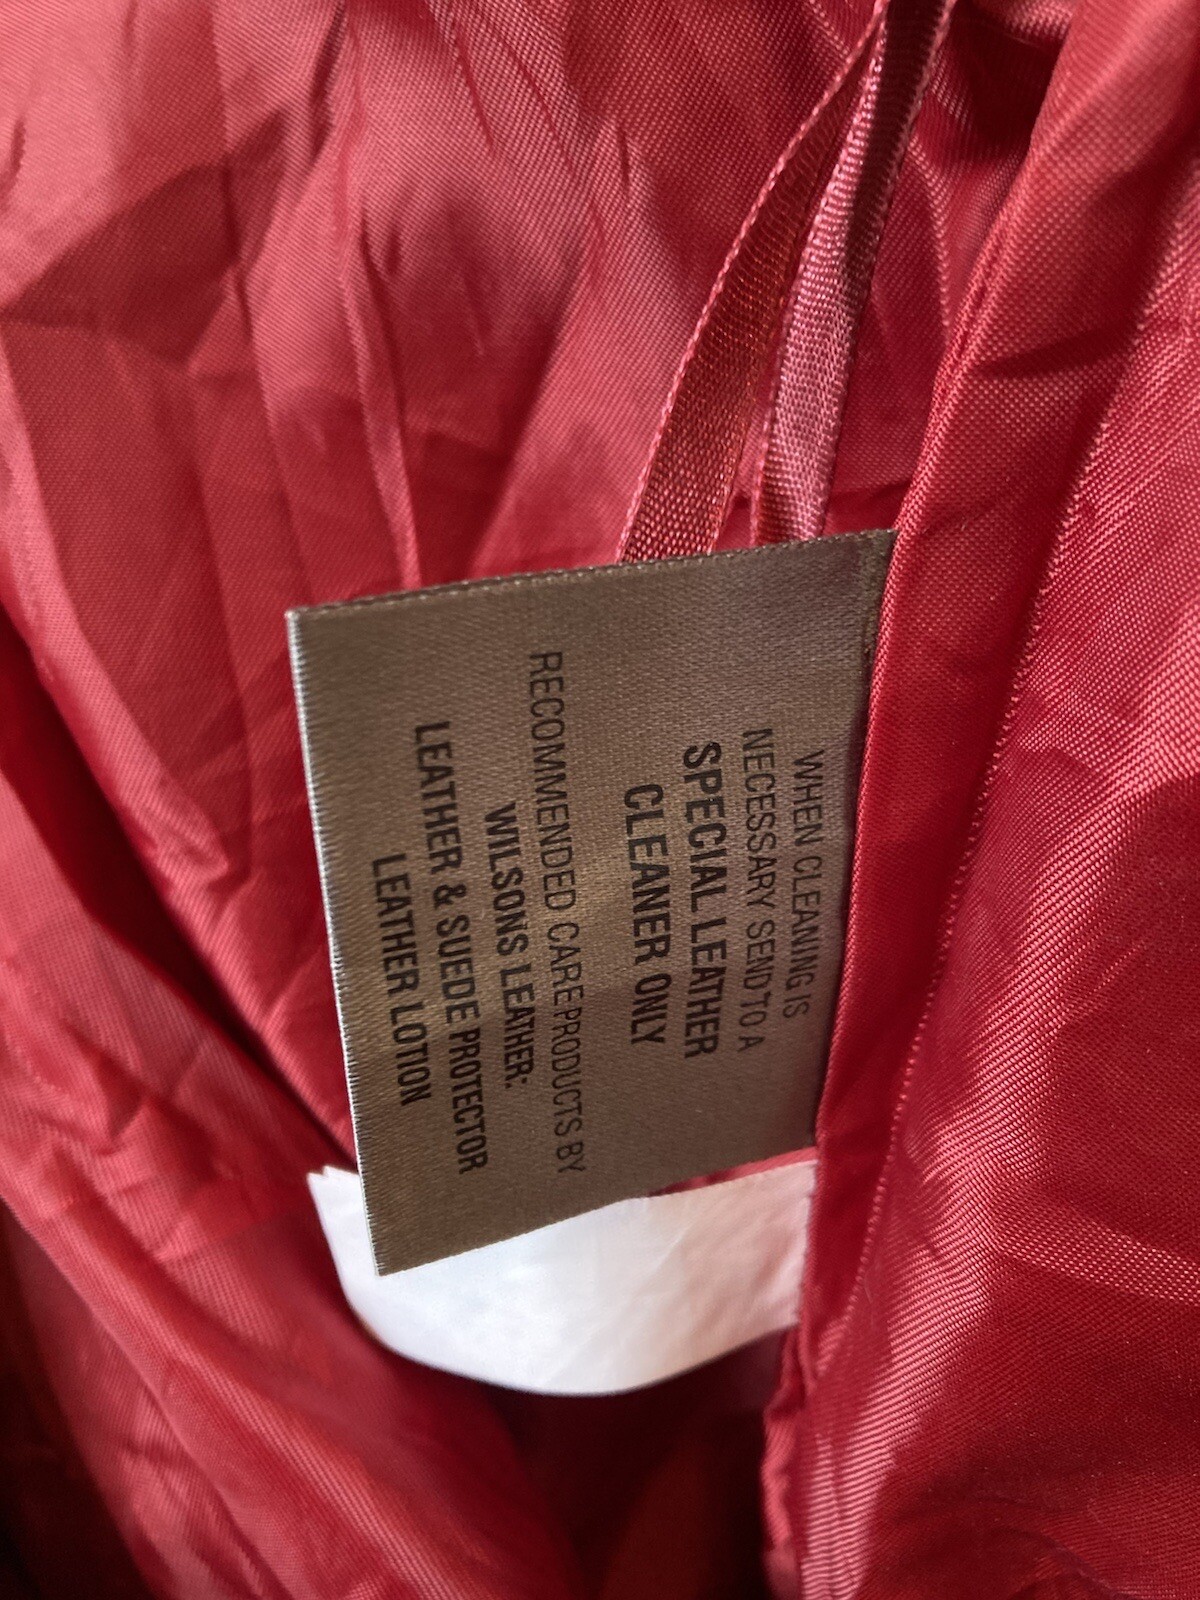 WHEN CLEANING IS
NECESSARY SEND TO A
SPECIAL LEATHER
CLEANER ONLY
RECOMMENDED CARE PRODUCTS BY
WILSONS LEATHER:
LEATHER & SUEDE PROTECTOR
LEATHER LOTION